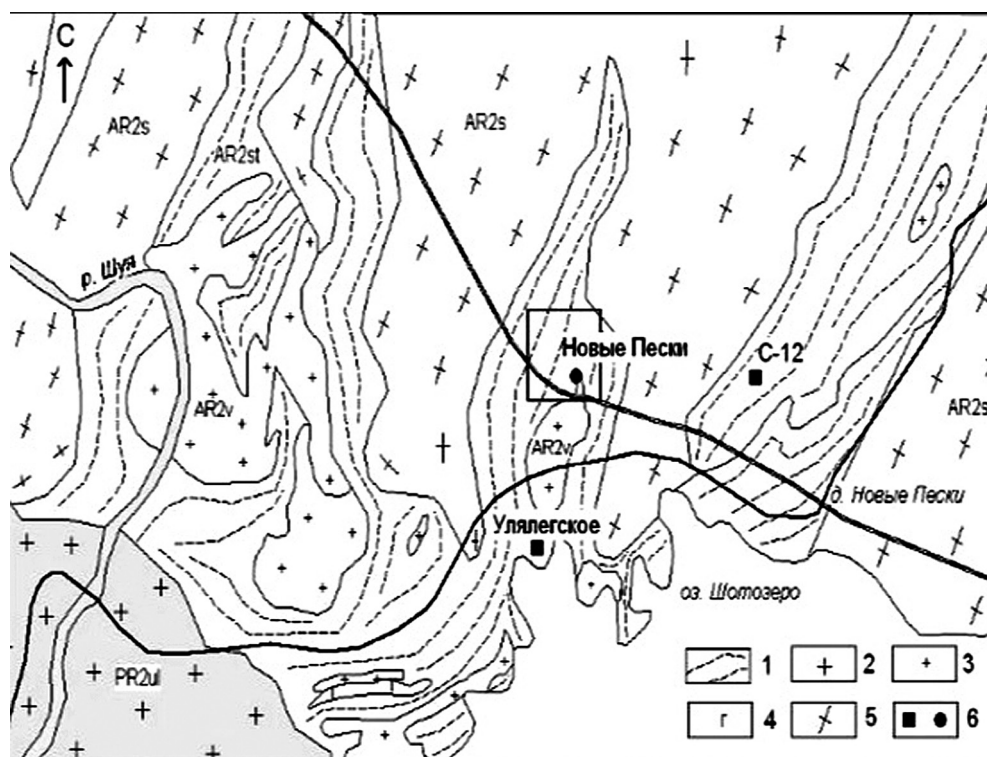 С
AR2s
AR2s
AR2st
р. Шуя
Новые Пески
С-12
AR2v
AR2s
AR2v
д. Новые Пески
Улялегское
оз. Шотозеро
PR2ul
1
2
3
г 4
5
6